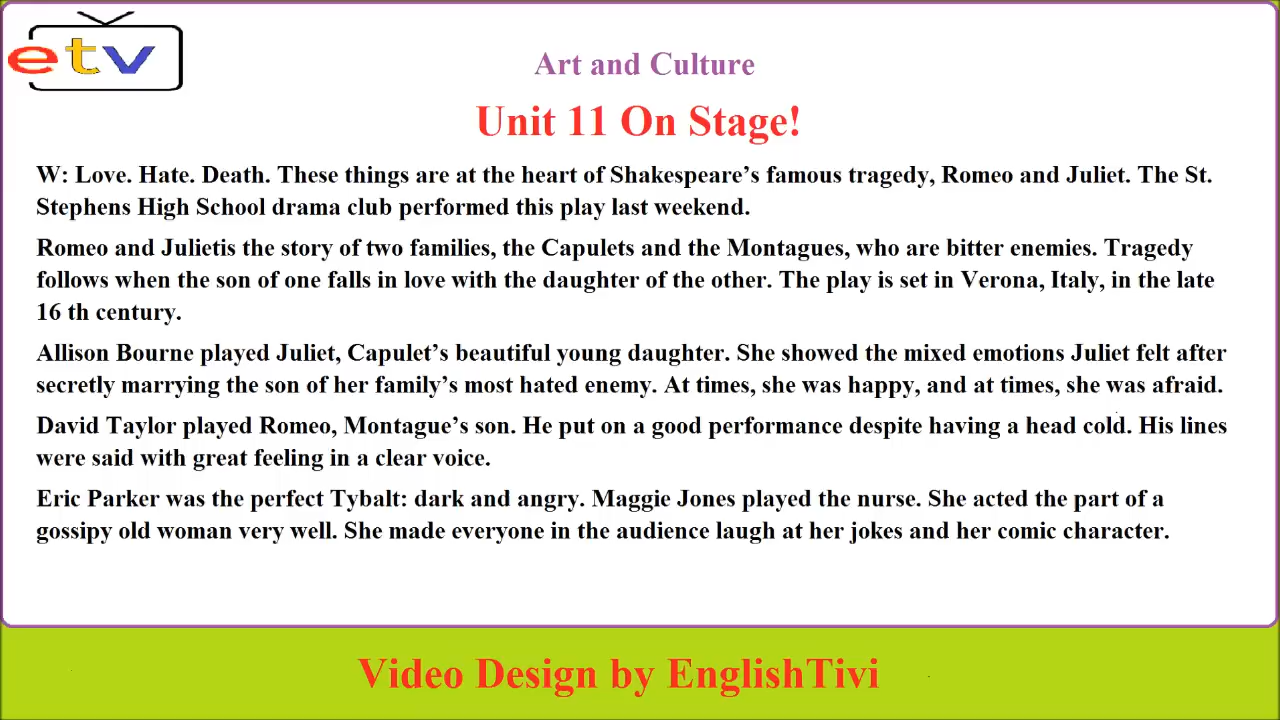 etv
Art and Culture
Unit 11 On Stage!
W: Love. Hate. Death. These things are at the heart of Shakespeare’s famous tragedy, Romeo and Juliet. The St.
Stephens High School drama club performed this play last weekend.
Romeo and Julietis the story of two families, the Capulets and the Montagues, who are bitter enemies. Tragedy
follows when the son of one falls in love with the daughter of the other. The play is set in Verona, Italy, in the late
16 th century.
Allison Bourne played Juliet, Capulet’s beautiful young daughter. She showed the mixed emotions Juliet felt after
secretly marrying the son of her family’s most hated enemy. At times, she was happy, and at times, she was afraid.
David Taylor played Romeo, Montague’s son. He put on a good performance despite having a head cold. His lines
were said with great feeling in a clear voice.
Eric Parker was the perfect Tybalt: dark and angry. Maggie Jones played the nurse. She acted the part of a
gossipy old woman very well. She made everyone in the audience laugh at her jokes and her comic character.
Video Design by EnglishTivi